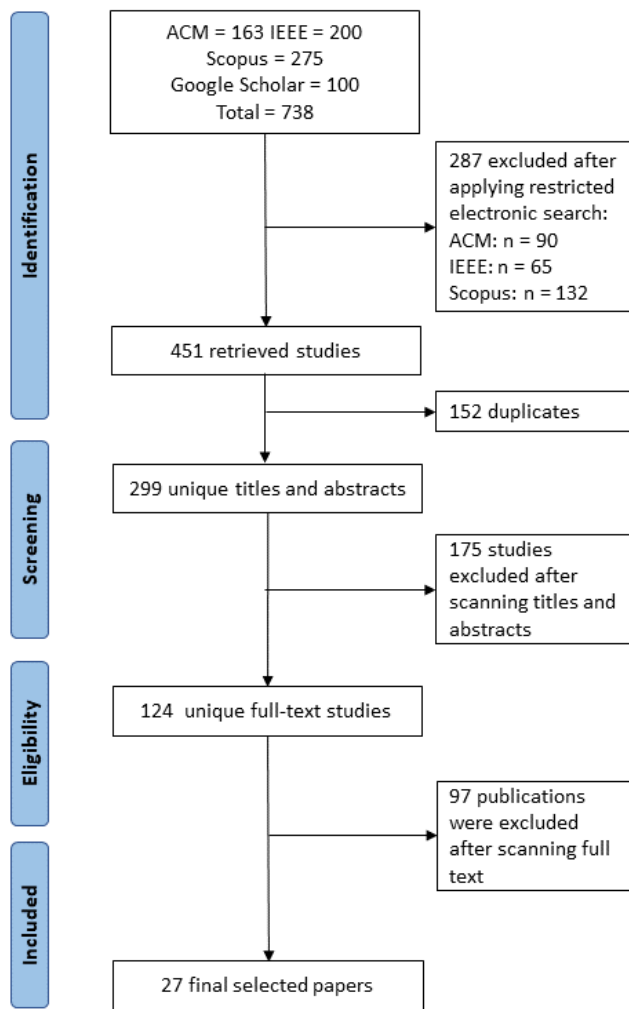 ACM = 163 IEEE = 200
Scopus = 275
Google Scholar = 100
Total = 738
Identification
287 excluded after
applying restricted
electronic search:
ACM: n = 90
IEEE: n = 65
Scopus: n = 132
451 retrieved studies
152 duplicates
Screening
299 unique titles and abstracts
175 studies
excluded after
scanning titles and
abstracts
Eligibility
124 unique full-text studies
97 publications
were excluded
after scanning full
text
Included
27 final selected papers